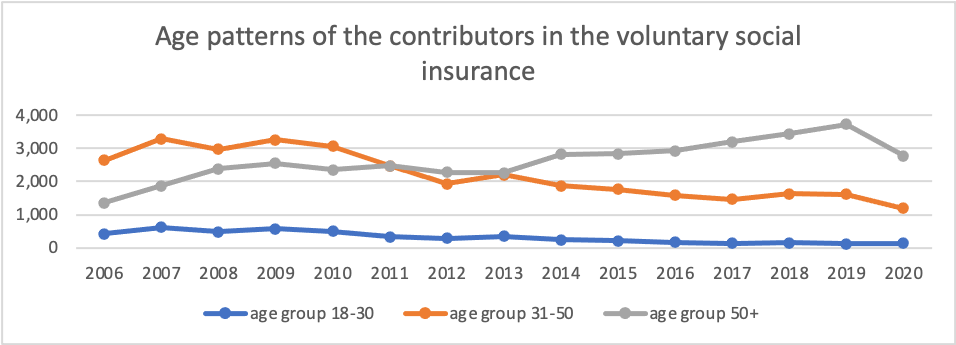 Age patterns of the contributors in the voluntary social
insurance
4,000
3,000
2,000
1,000
0
2006 2007 2008 2009 2010 2011 2012 2013 2014 2015 2016 2017 2018 2019 2020
age group 18-30 age group 31-50 age group 50+